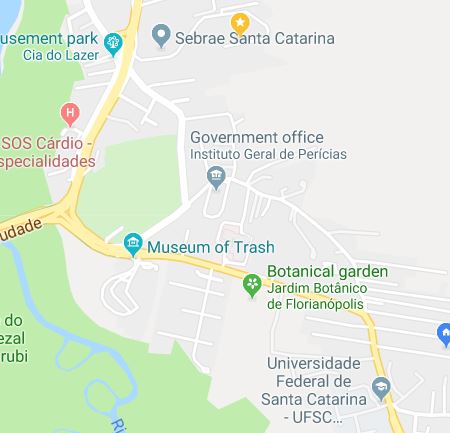 usement park
Cia do Lazer
Sebrae Santa Catarina
H
SOS Cárdio -
specialidades
Government office
Instituto Geral de Perícias
udade
Museum of Trash
Botanical garden
Jardim Botânico
de Florianópolis
do
ezal
rubi
Universidade
Federal de
Santa Catarina
- UFSC...
Ri